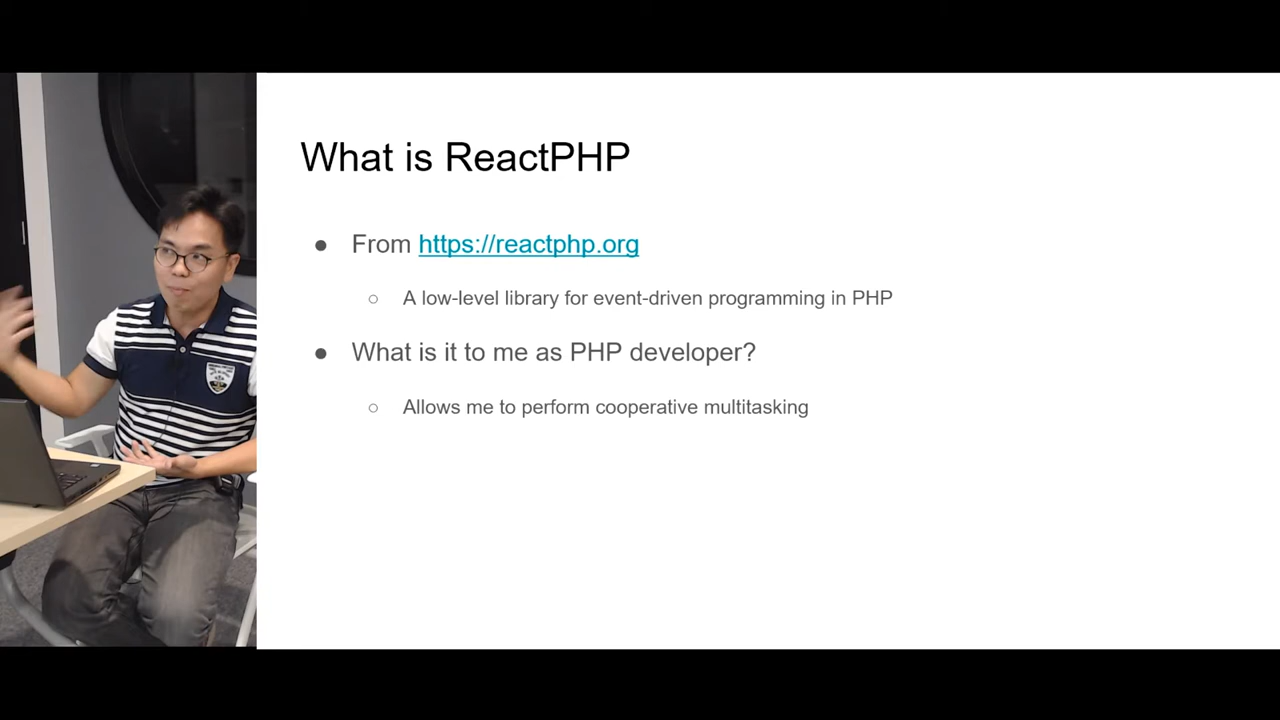 What is ReactPHP
● From https://reactphp.org
○ A low-level library for event-driven programming in PHP
● What is it to me as PHP developer?
○ Allows me to perform cooperative multitasking